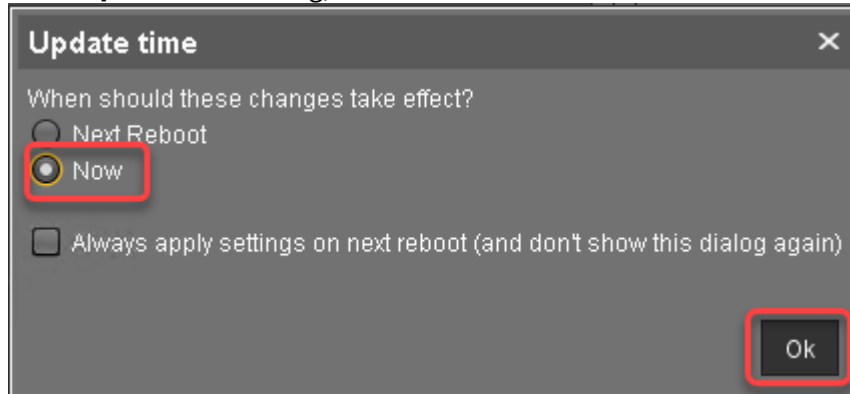 Update time
When should these changes take effect?
Next Reboot
Now
Always apply settings on next reboot (and don't show this dialog again)
Ok